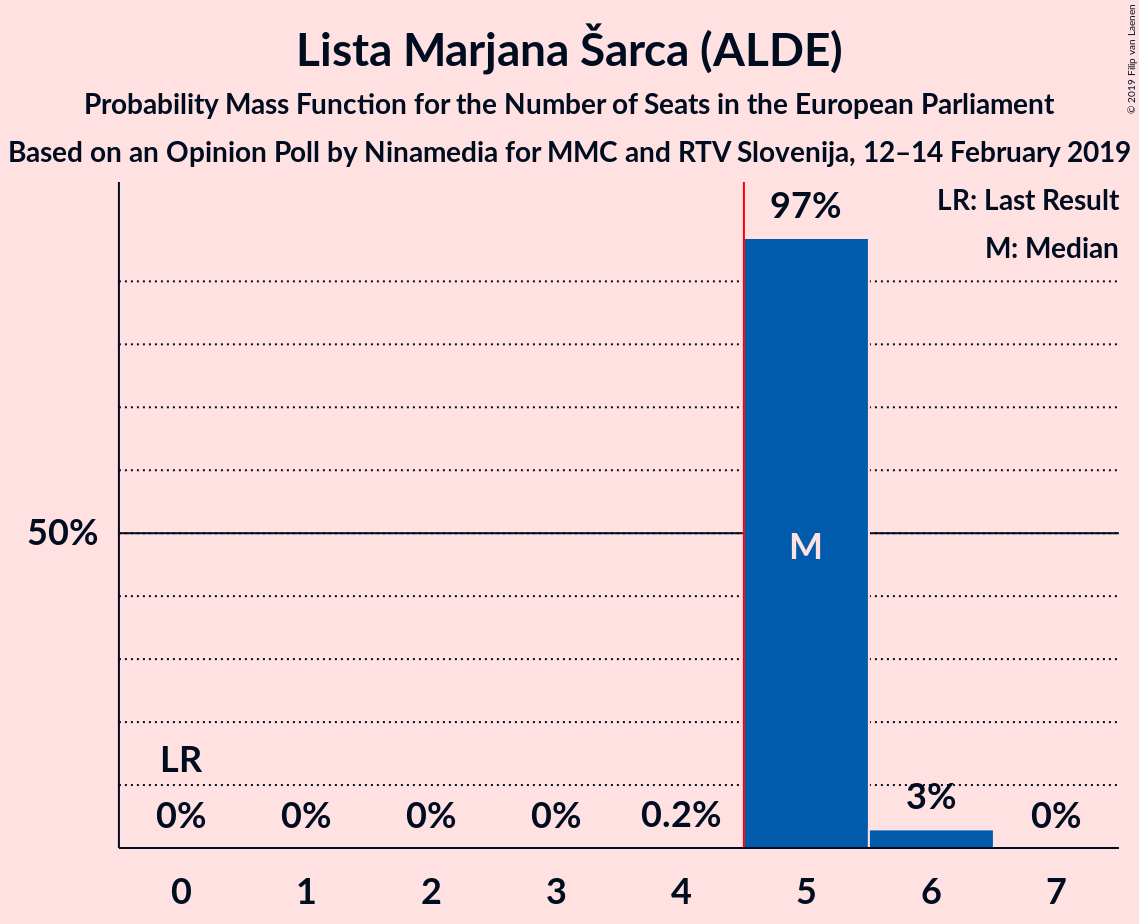 Lista Marjana Šarca (ALDE)
Probability Mass Function for the Number of Seats in the European Parliament
Based on an Opinion Poll by Ninamedia for MMC and RTV Slovenija, 12–14 February 2019
© 2019 Filip van Laenen
LR: Last Result
M: Median
97%
50%
M
LR
0%
0%
0%
0%
0.2%
3%
0%
0
1
2
3
4
5
6
7